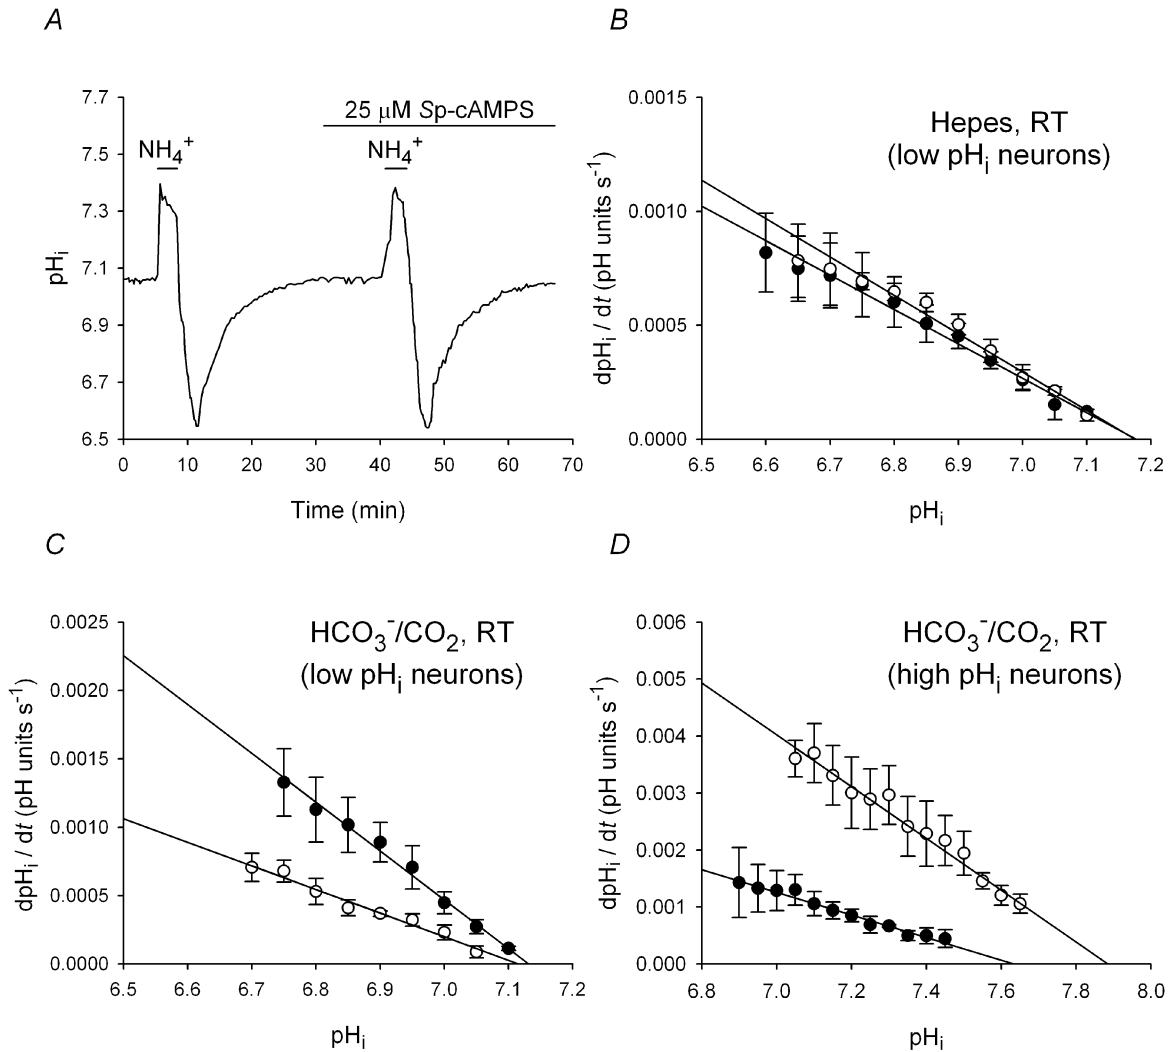 A
B
7.7
7.5
7.3
7.1
6.9
6.7
6.5
pHi
25 μM Sp-cAMPS
NH4+
NH4+
0
10
20
30
40
50
60
70
Time (min)
0.0015
0.0010
0.0005
0.0000
dpHi / dt (pH units s-1)
Hepes, RT
(low pHi neurons)
6.5
6.6
6.7
6.8
6.9
7.0
7.1
7.2
pHi
C
D
0.0025
0.0020
0.0015
0.0010
0.0005
0.0000
dpHi / dt (pH units s-1)
HCO3-/CO2, RT
(low pHi neurons)
6.5
6.6
6.7
6.8
6.9
7.0
7.1
7.2
pHi
0.006
0.005
0.004
0.003
0.002
0.001
0.000
dpHi / dt (pH units s-1)
HCO3-/CO2, RT
(high pHi neurons)
6.8
7.0
7.2
7.4
7.6
7.8
8.0
pHi